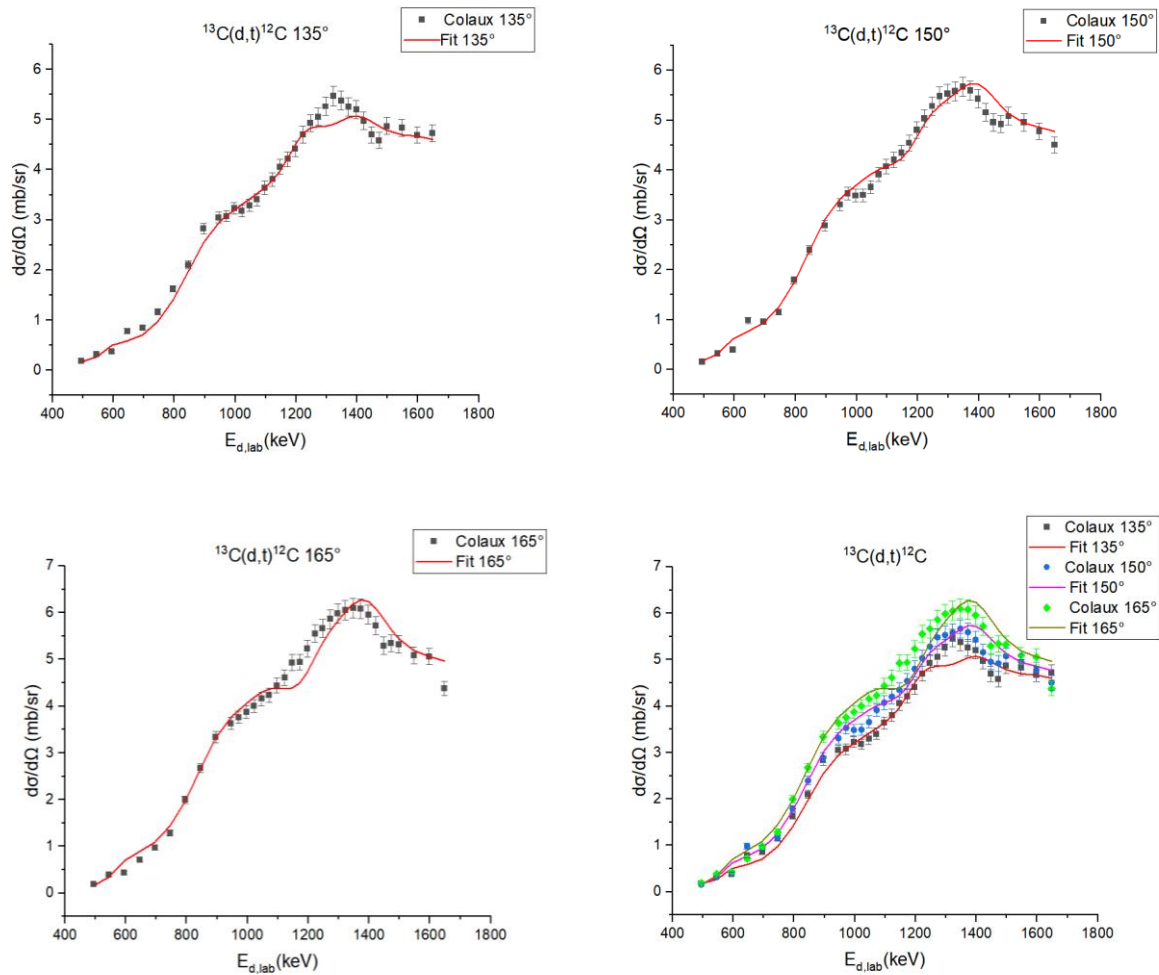 ¹³C(d,t)¹²C 135°
Colaux 135°
Fit 135°
dσ/dΩ (mb/sr)
6
5
4
3
2
1
0
400 600 800 1000 1200 1400 1600 1800
E_d,lab(keV)
¹³C(d,t)¹²C 150°
Colaux 150°
Fit 150°
dσ/dΩ (mb/sr)
6
5
4
3
2
1
0
400 600 800 1000 1200 1400 1600 1800
E_d,lab(keV)
¹³C(d,t)¹²C 165°
Colaux 165°
Fit 165°
dσ/dΩ (mb/sr)
7
6
5
4
3
2
1
0
400 600 800 1000 1200 1400 1600 1800
E_d,lab(keV)
¹³C(d,t)¹²C
Colaux 135°
Fit 135°
Colaux 150°
Fit 150°
Colaux 165°
Fit 165°
dσ/dΩ (mb/sr)
7
6
5
4
3
2
1
0
400 600 800 1000 1200 1400 1600 1800
E_d,lab(keV)